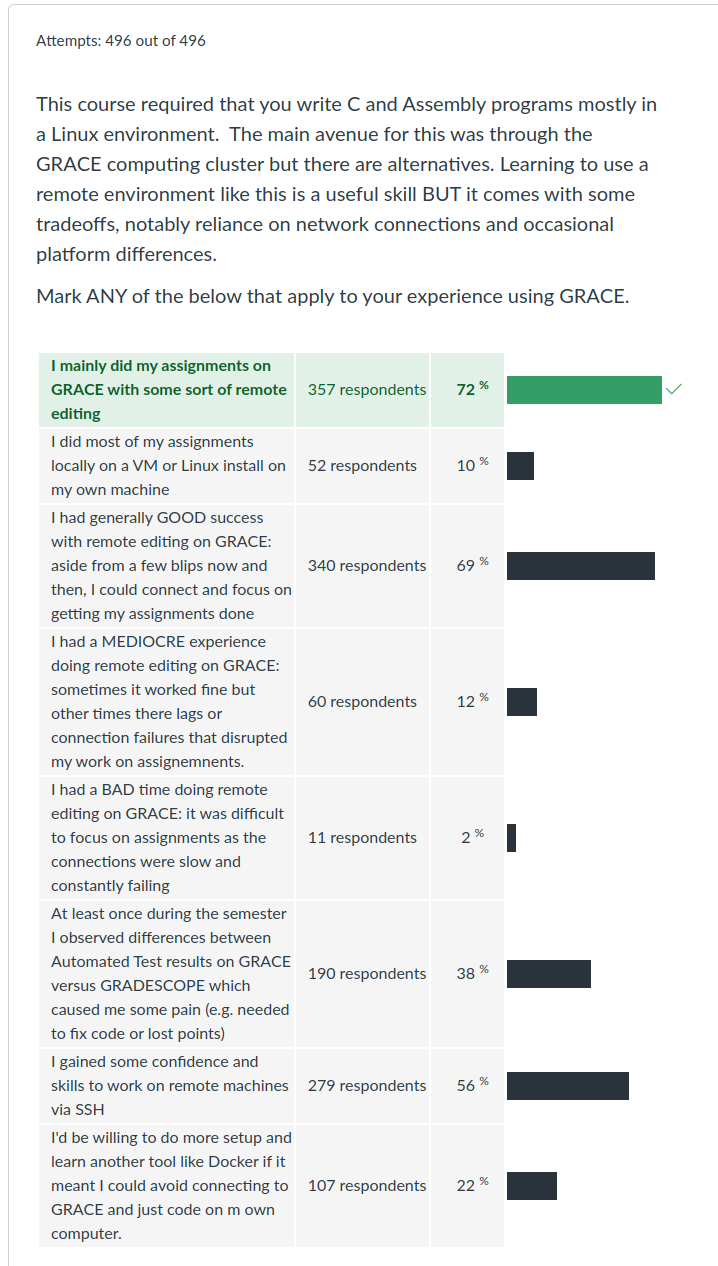 Attempts: 496 out of 496
This course required that you write C and Assembly programs mostly in
a Linux environment.  The main avenue for this was through the
GRACE computing cluster but there are alternatives. Learning to use a
remote environment like this is a useful skill BUT it comes with some
tradeoffs, notably reliance on network connections and occasional
platform differences.
Mark ANY of the below that apply to your experience using GRACE.
I mainly did my assignments on
GRACE with some sort of remote
editing
357 respondents
72 %
I did most of my assignments
locally on a VM or Linux install on
my own machine
52 respondents
10 %
I had generally GOOD success
with remote editing on GRACE:
aside from a few blips now and
then, I could connect and focus on
getting my assignments done
340 respondents
69 %
I had a MEDIOCRE experience
doing remote editing on GRACE:
sometimes it worked fine but
other times there lags or
connection failures that disrupted
my work on assignemnents.
60 respondents
12 %
I had a BAD time doing remote
editing on GRACE: it was difficult
to focus on assignments as the
connections were slow and
constantly failing
11 respondents
2 %
At least once during the semester
I observed differences between
Automated Test results on GRACE
versus GRADESCOPE which
caused me some pain (e.g. needed
to fix code or lost points)
190 respondents
38 %
I gained some confidence and
skills to work on remote machines
via SSH
279 respondents
56 %
I'd be willing to do more setup and
learn another tool like Docker if it
meant I could avoid connecting to
GRACE and just code on m own
computer.
107 respondents
22 %